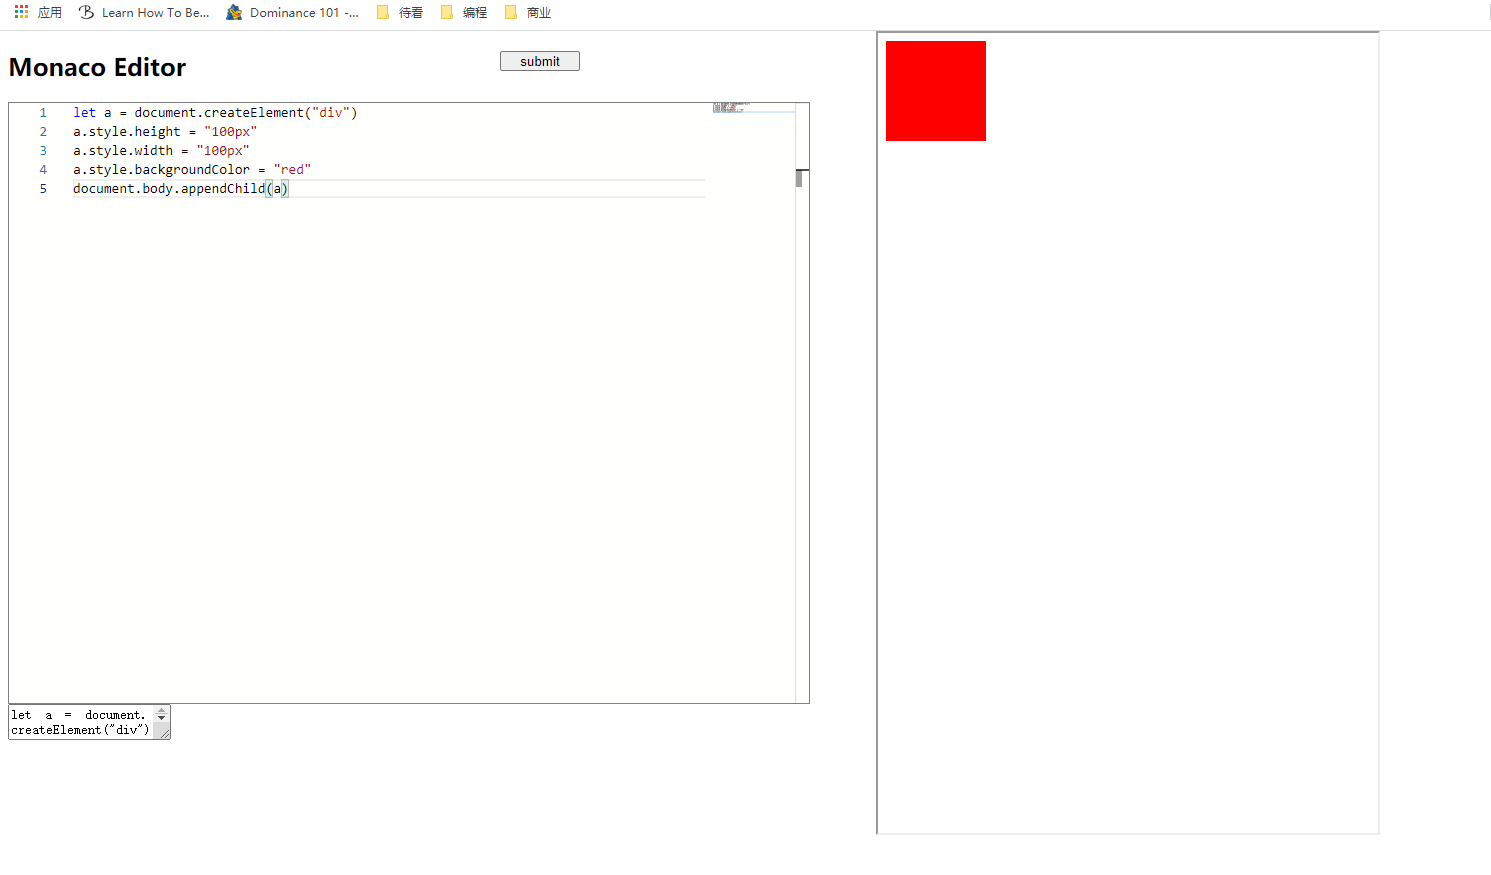 应用 Learn How To Be... Dominance 101 -... 待看 编程 商业
Monaco Editor
submit
1 let a = document.createElement("div")
2 a.style.height = "100px"
3 a.style.width = "100px"
4 a.style.backgroundColor = "red"
5 document.body.appendChild(a)
let a = document.
createElement("div")